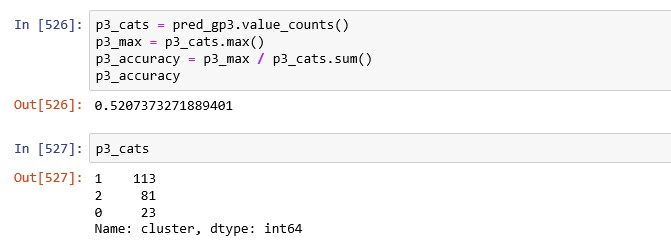 In [526]: p3_cats = pred_gp3.value_counts()
p3_max = p3_cats.max()
p3_accuracy = p3_max / p3_cats.sum()
p3_accuracy
Out[526]: 0.5207373271889401
In [527]: p3_cats
Out[527]: 1    113
2     81
0     23
Name: cluster, dtype: int64